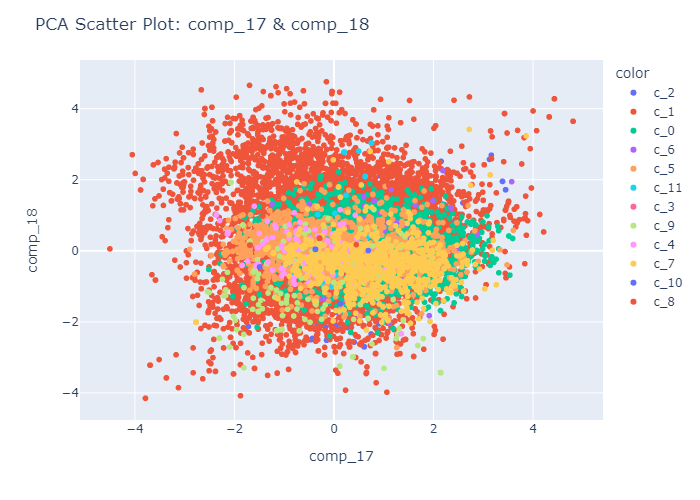 PCA Scatter Plot: comp_17 & comp_18
color
c_2
c_1
c_0
c_6
c_5
c_11
c_3
c_9
c_4
c_7
c_10
c_8
comp_18
4
2
0
−2
−4
−4
−2
0
2
4
comp_17